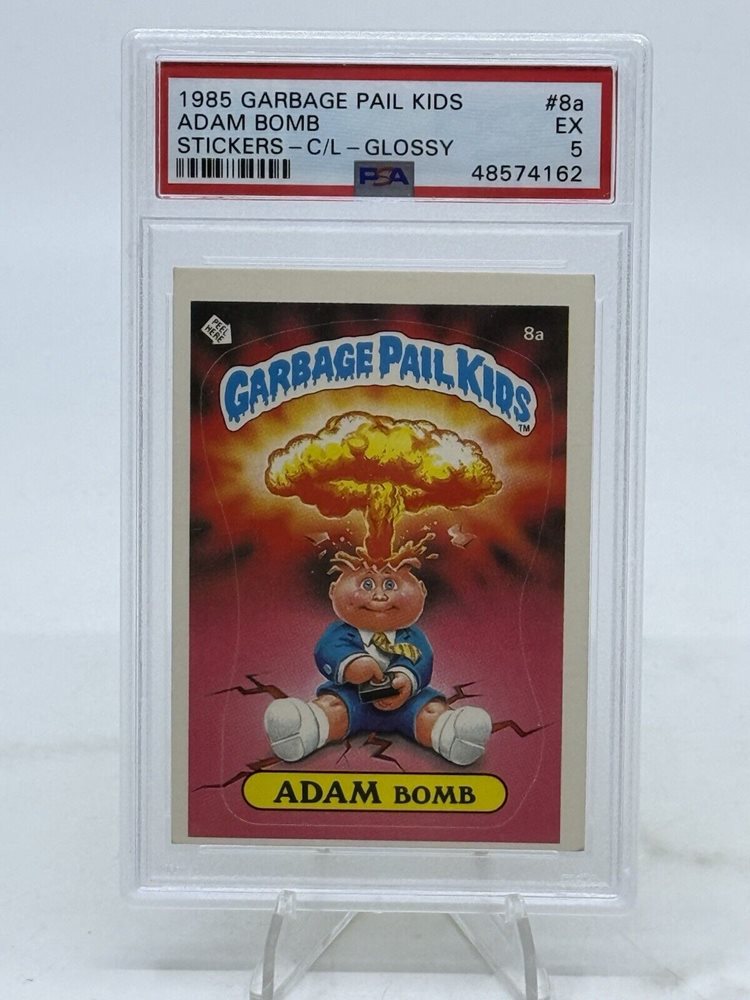 1985 GARBAGE PAIL KIDS #8a
ADAM BOMB EX
STICKERS-C/L-GLOSSY 5
PSA 48574162
PEEL HERE
8a
GARBAGE PAIL KIDS
TM
ADAM BOMB